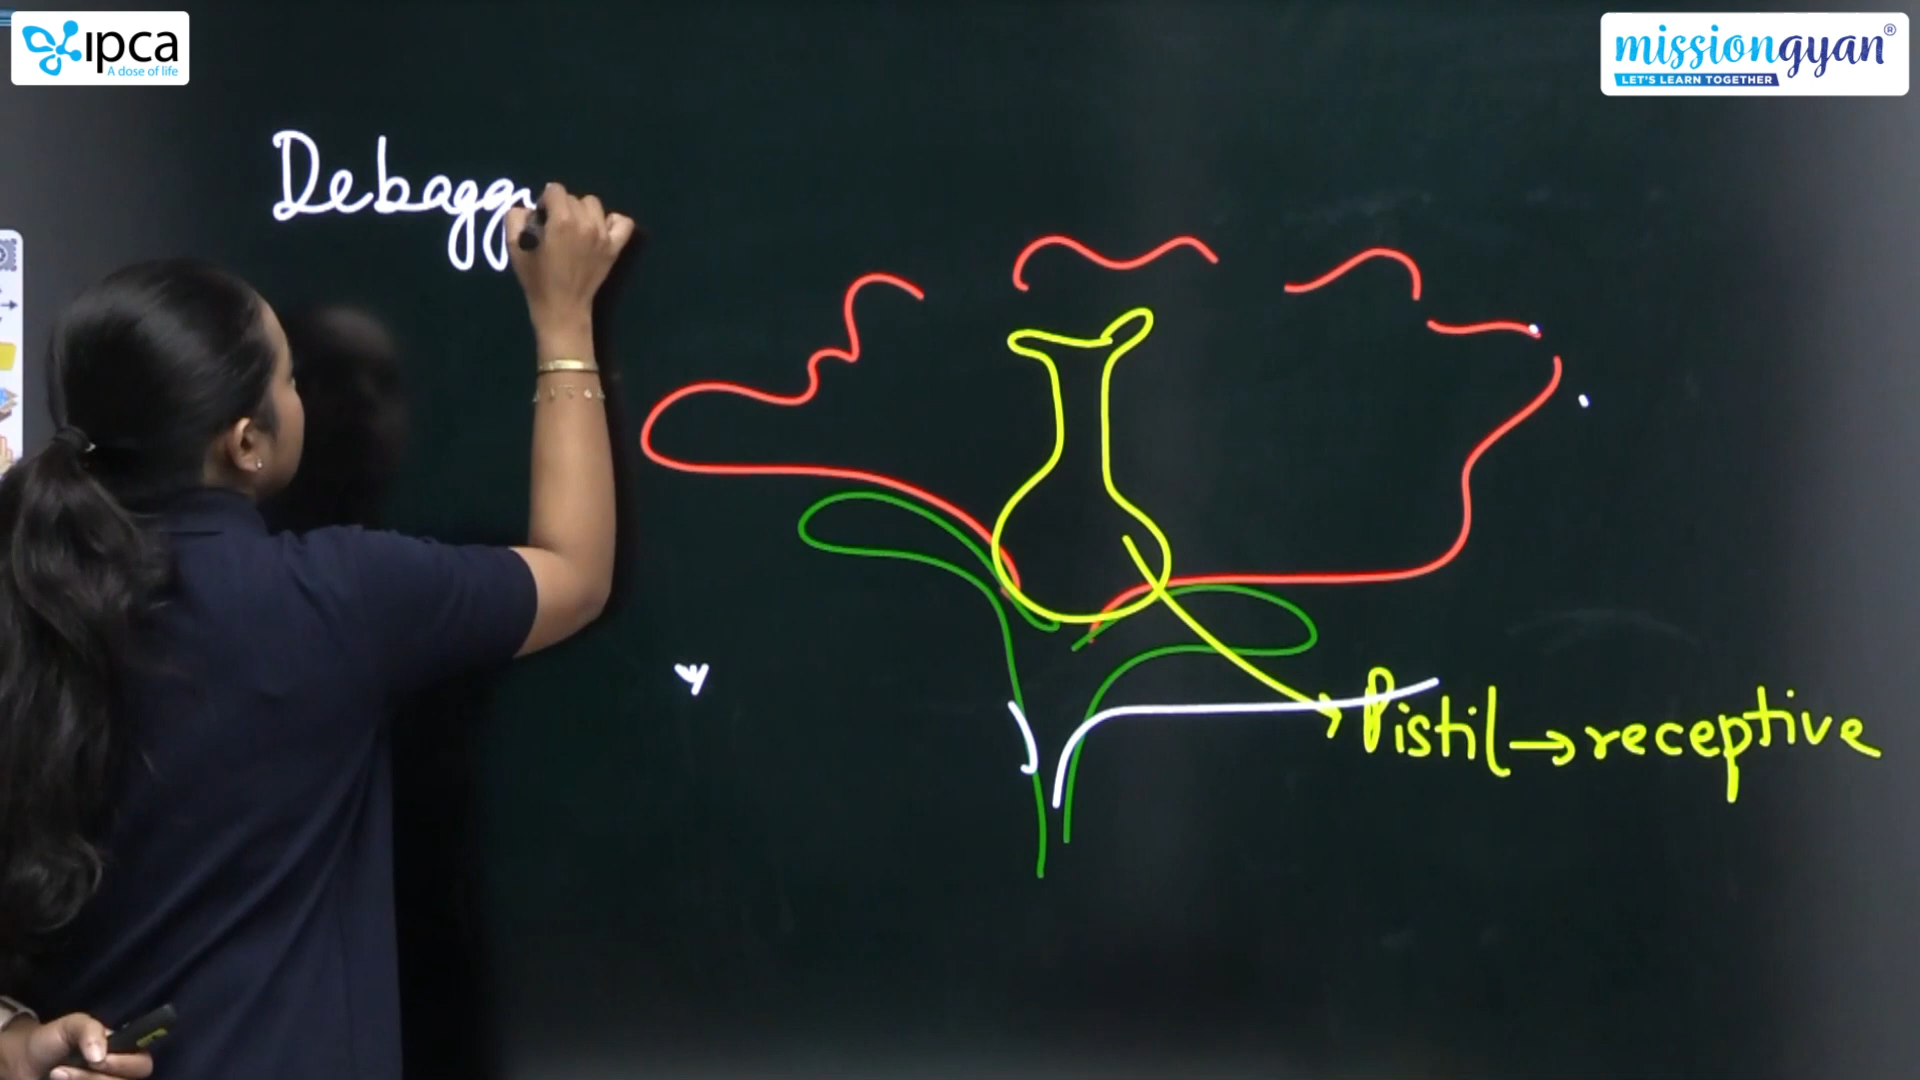 ipca
A dose of life
missiongyan®
LET'S LEARN TOGETHER
Debagg
Pistil → receptive